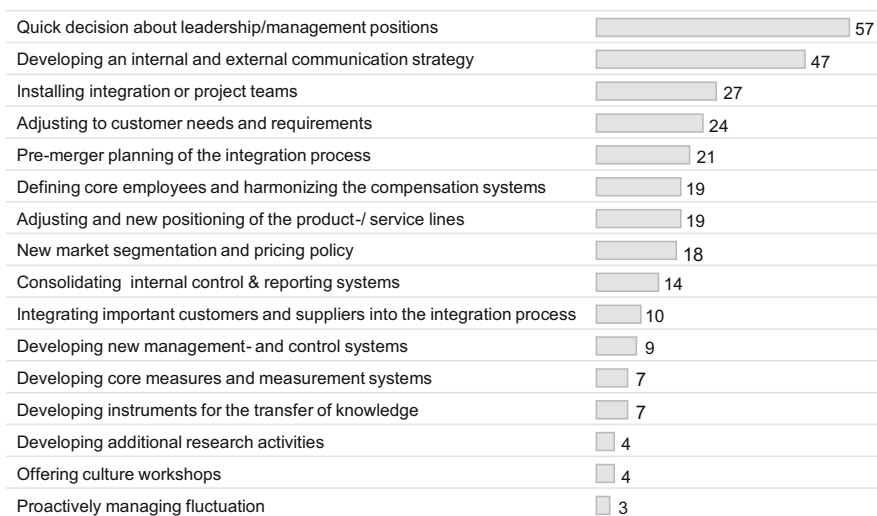 Quick decision about leadership/management positions 57
Developing an internal and external communication strategy 47
Installing integration or project teams 27
Adjusting to customer needs and requirements 24
Pre-merger planning of the integration process 21
Defining core employees and harmonizing the compensation systems 19
Adjusting and new positioning of the product-/ service lines 19
New market segmentation and pricing policy 18
Consolidating internal control & reporting systems 14
Integrating important customers and suppliers into the integration process 10
Developing new management- and control systems 9
Developing core measures and measurement systems 7
Developing instruments for the transfer of knowledge 7
Developing additional research activities 4
Offering culture workshops 4
Proactively managing fluctuation 3